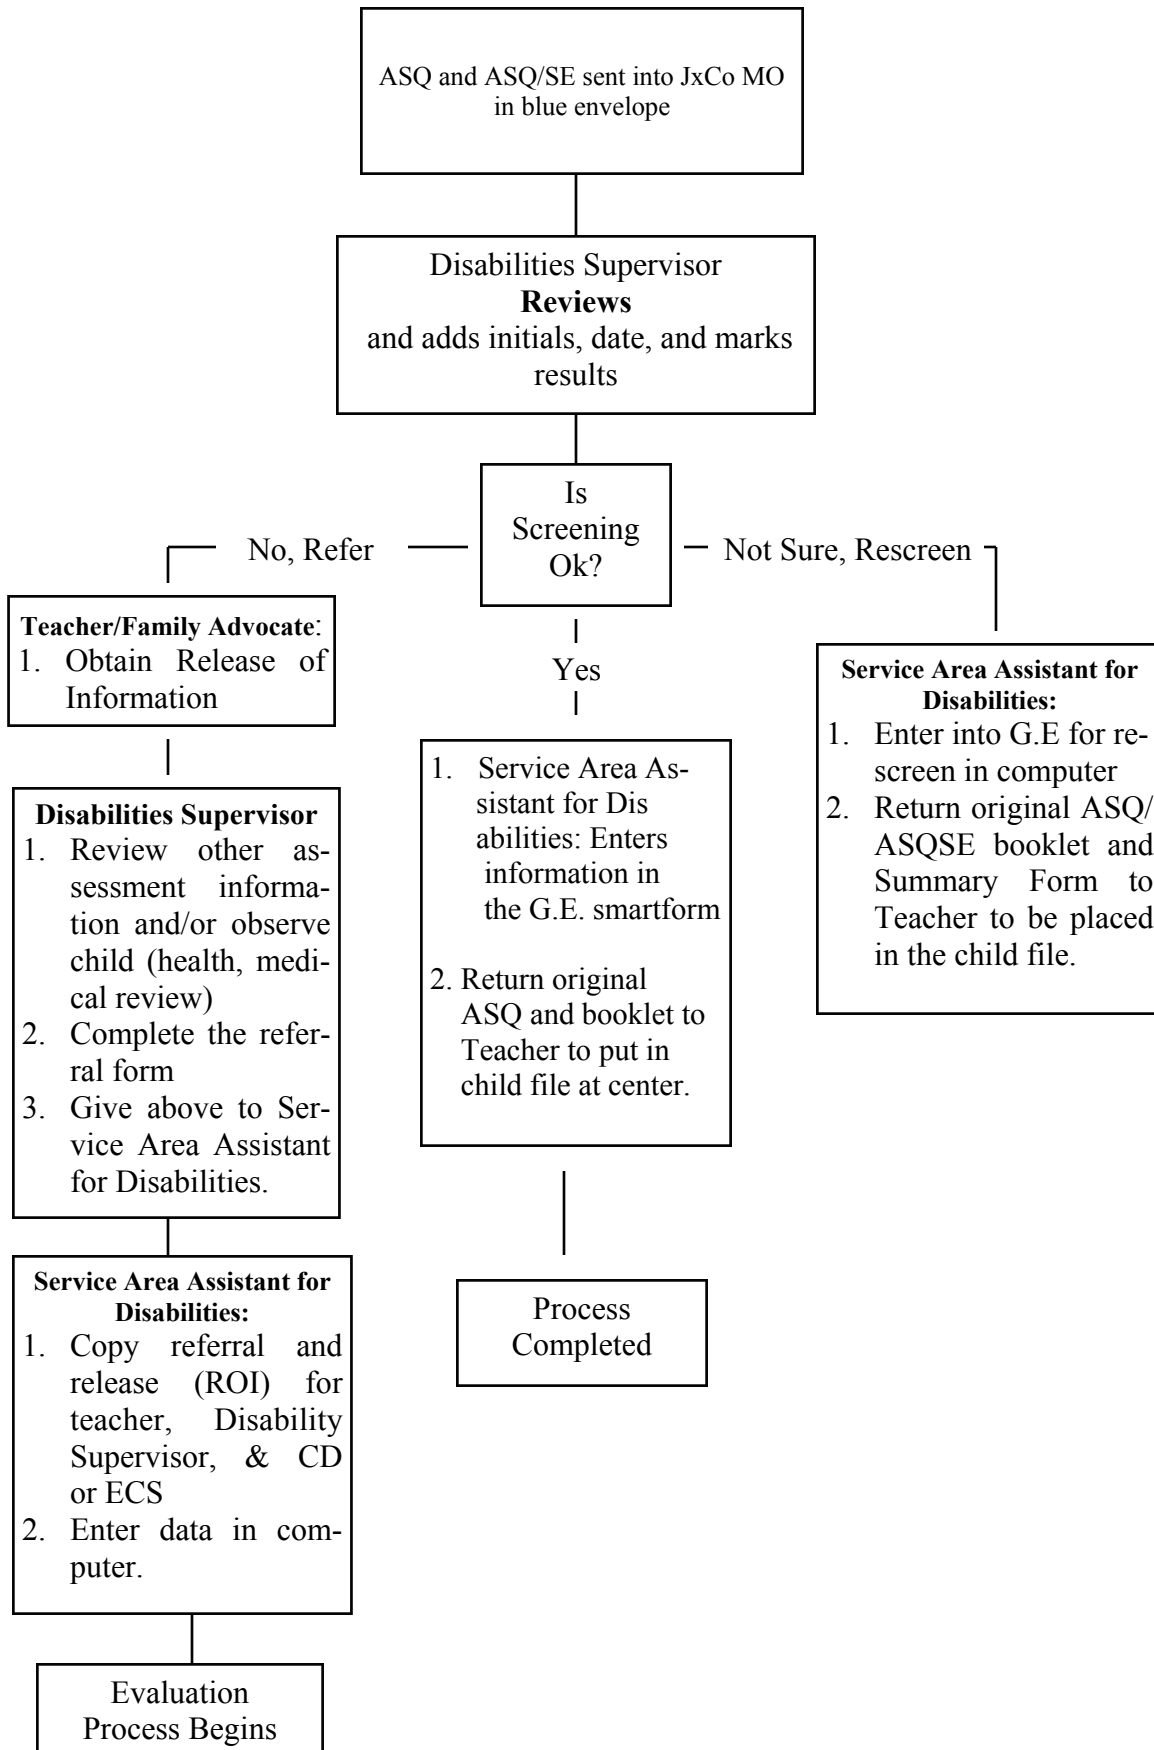 ASQ and ASQ/SE sent into JxCo MO
in blue envelope
Disabilities Supervisor
Reviews
and adds initials, date, and marks
results
Is
Screening
Ok?
No, Refer
Not Sure, Rescreen
Yes
Teacher/Family Advocate:
1. Obtain Release of
Information
Disabilities Supervisor
1. Review other as-
sessment informa-
tion and/or observe
child (health, medi-
cal review)
2. Complete the refer-
ral form
3. Give above to Ser-
vice Area Assistant
for Disabilities.
Service Area Assistant for
Disabilities:
1. Copy referral and
release (ROI) for
teacher, Disability
Supervisor, & CD
or ECS
2. Enter data in com-
puter.
Evaluation
Process Begins
1. Service Area As-
sistant for Dis
abilities: Enters
information in
the G.E. smartform
2. Return original
ASQ and booklet to
Teacher to put in
child file at center.
Process
Completed
Service Area Assistant for
Disabilities:
1. Enter into G.E for re-
screen in computer
2. Return original ASQ/
ASQSE booklet and
Summary Form to
Teacher to be placed
in the child file.